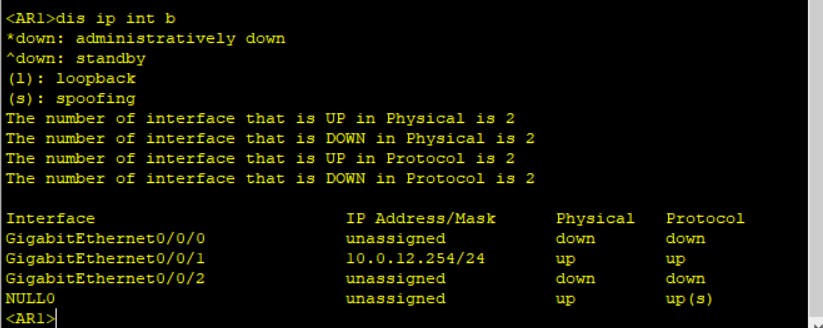 <AR1>dis ip int b
*down: administratively down
^down: standby
(l): loopback
(s): spoofing
The number of interface that is UP in Physical is 2
The number of interface that is DOWN in Physical is 2
The number of interface that is UP in Protocol is 2
The number of interface that is DOWN in Protocol is 2
Interface IP Address/Mask Physical Protocol
GigabitEthernet0/0/0 unassigned down down
GigabitEthernet0/0/1 10.0.12.254/24 up up
GigabitEthernet0/0/2 unassigned down down
NULL0 unassigned up up(s)
<AR1>